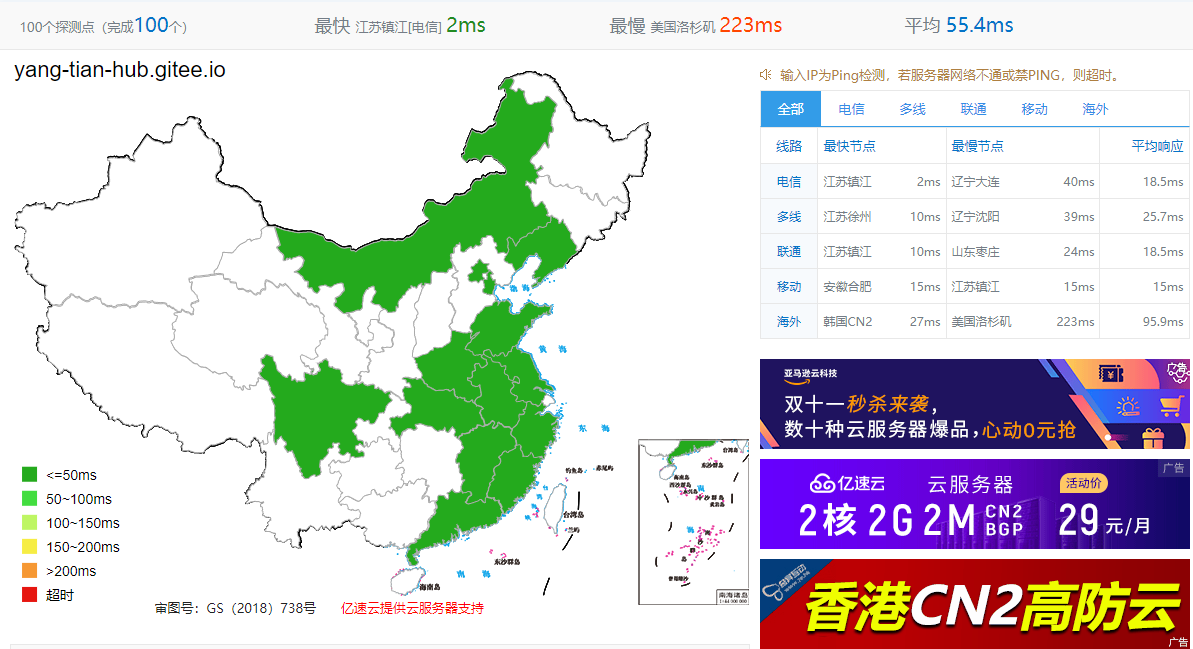 100个探测点（完成100个）
最快 江苏镇江[电信] 2ms
最慢 美国洛杉矶 223ms
平均 55.4ms
yang-tian-hub.gitee.io
输入IP为Ping检测，若服务器网络不通或禁PING，则超时。
全部 电信 多线 联通 移动 海外
线路 最快节点 最慢节点 平均响应
电信 江苏镇江 2ms 辽宁大连 40ms 18.5ms
多线 江苏徐州 10ms 辽宁沈阳 39ms 25.7ms
联通 江苏镇江 10ms 山东枣庄 24ms 18.5ms
移动 安徽合肥 15ms 江苏镇江 15ms 15ms
海外 韩国CN2 27ms 美国洛杉矶 223ms 95.9ms
渤 海
黄 海
东 海
钓鱼岛
赤尾屿
台湾岛
兰屿
东沙群岛
南 海
海南岛
南海诸岛
<=50ms
50~100ms
100~150ms
150~200ms
>200ms
超时
审图号：GS（2018）738号 亿速云提供云服务器支持
亚马逊云科技
广告
双十一秒杀来袭，
数十种云服务器爆品，心动0元抢
亿速云 云服务器 活动价
广告
2核 2G 2M CN2 BGP 29元/月
香港CN2高防云
广告